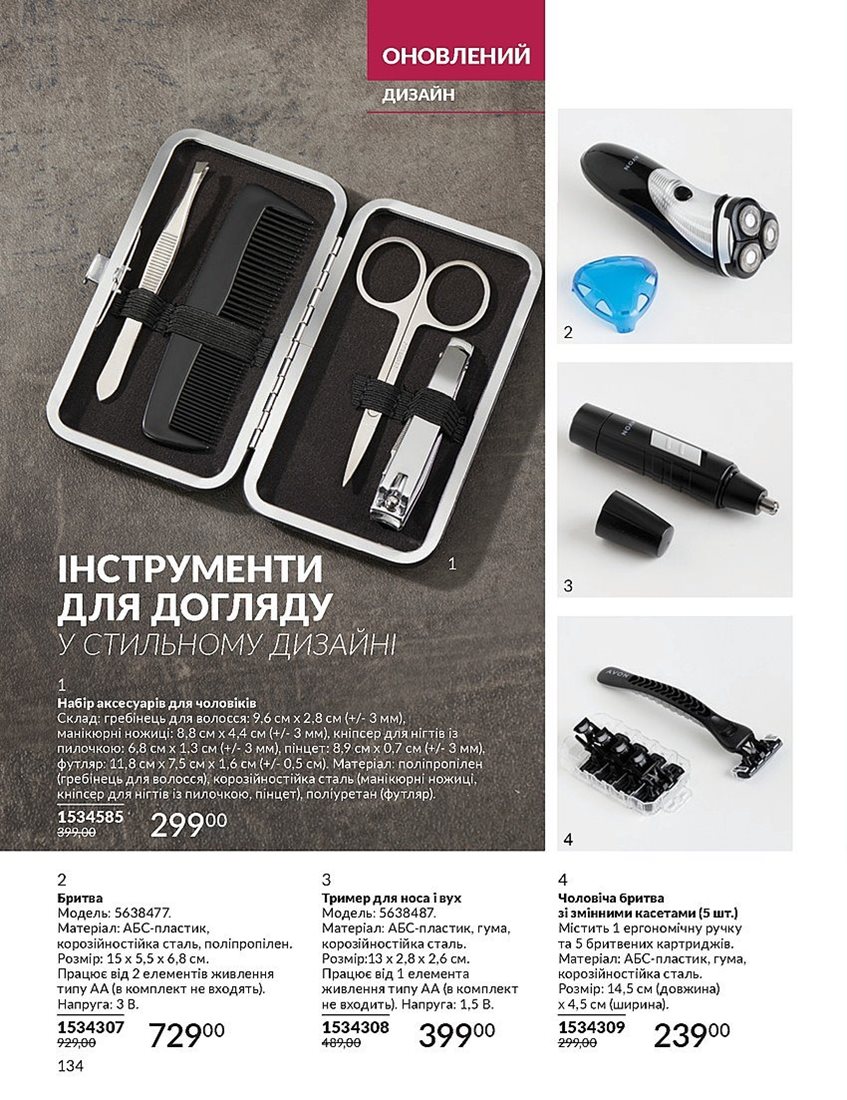 ОНОВЛЕНИЙ
ДИЗАЙН
AVON
2
AVON
3
AVON
4
1
ІНСТРУМЕНТИ
ДЛЯ ДОГЛЯДУ
У СТИЛЬНОМУ ДИЗАЙНІ
1
Набір аксесуарів для чоловіків
Склад: гребінець для волосся: 9,6 см х 2,8 см (+/- 3 мм),
манікюрні ножиці: 8,8 см х 4,4 см (+/- 3 мм), кніпсер для нігтів із
пилочкою: 6,8 см х 1,3 см (+/- 3 мм), пінцет: 8,9 см х 0,7 см (+/- 3 мм),
футляр: 11,8 см х 7,5 см х 1,6 см (+/- 0,5 см). Матеріал: поліпропілен
(гребінець для волосся), корозійностійка сталь (манікюрні ножиці,
кніпсер для нігтів із пилочкою, пінцет), поліуретан (футляр).
1534585
399,00
29900
2
Бритва
Модель: 5638477.
Матеріал: АБС-пластик,
корозійностійка сталь, поліпропілен.
Розмір: 15 х 5,5 х 6,8 см.
Працює від 2 елементів живлення
типу АА (в комплект не входять).
Напруга: 3 В.
1534307
929,00
72900
3
Тример для носа і вух
Модель: 5638487.
Матеріал: АБС-пластик, гума,
корозійностійка сталь.
Розмір:13 х 2,8 х 2,6 см.
Працює від 1 елемента
живлення типу АА (в комплект
не входить). Напруга: 1,5 В.
1534308
489,00
39900
4
Чоловіча бритва
зі змінними касетами (5 шт.)
Містить 1 ергономічну ручку
та 5 бритвених картриджів.
Матеріал: АБС-пластик, гума,
корозійностійка сталь.
Розмір: 14,5 см (довжина)
х 4,5 см (ширина).
1534309
299,00
23900
134